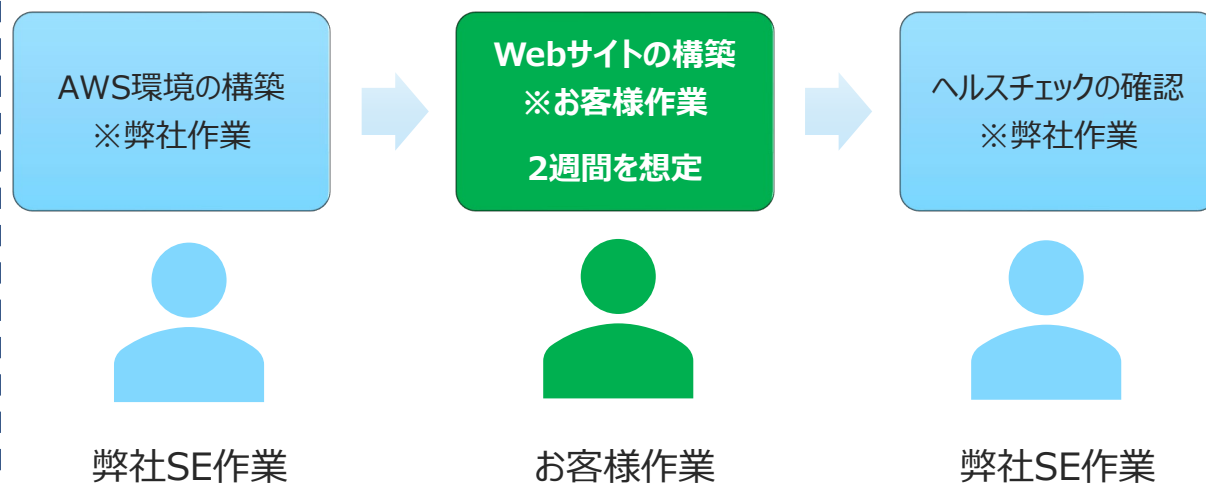 AWS環境の構築
※弊社作業
Webサイトの構築
※お客様作業
2週間を想定
ヘルスチェックの確認
※弊社作業
弊社SE作業
お客様作業
弊社SE作業